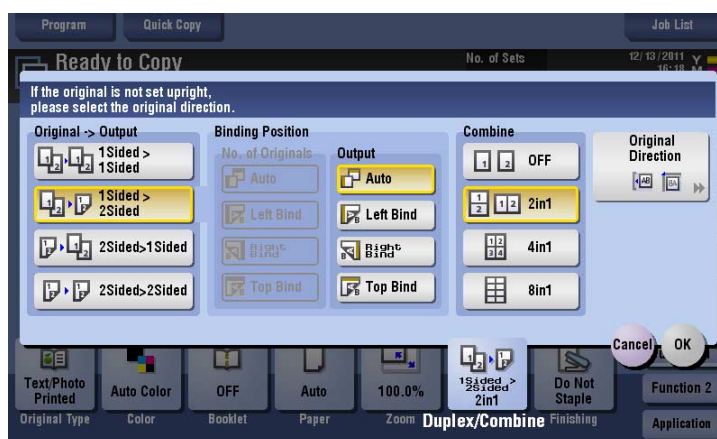 Program
Quick Copy
Job List
Ready to Copy
No. of Sets
12/13/2011
16:18
Y
M
If the original is not set upright,
please select the original direction.
Original -> Output
1Sided >
1Sided
1Sided >
2Sided
2Sided>1Sided
2Sided>2Sided
Binding Position
No. of Originals
Auto
Left Bind
Right
Bind
Top Bind
Output
Auto
Left Bind
Right
Bind
Top Bind
Combine
OFF
2in1
4in1
8in1
Original
Direction
Cancel
OK
Text/Photo
Printed
Auto Color
OFF
Auto
100.0%
1Sided >
2Sided
2in1
Do Not
Staple
Function 2
Original Type
Color
Booklet
Paper
Zoom
Duplex/Combine
Finishing
Application